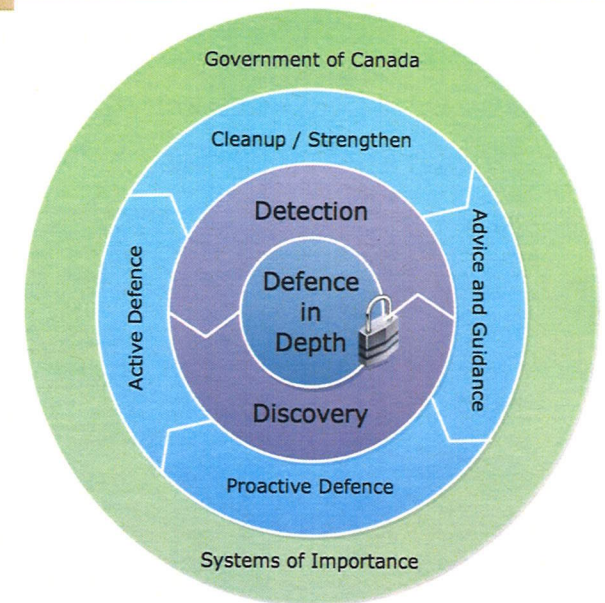 Government of Canada
Cleanup / Strengthen
Detection
Defence
in
Depth
Active Defence
Advice and Guidance
Discovery
Proactive Defence
Systems of Importance